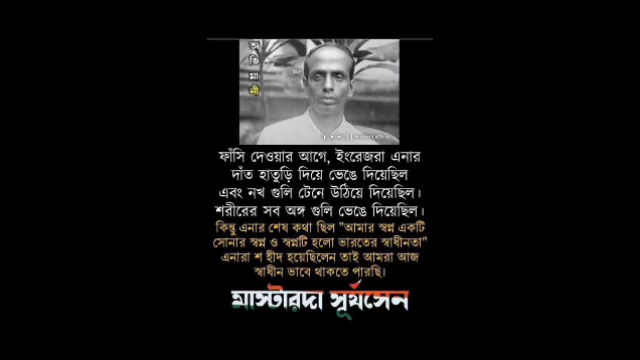 ফাঁসি দেওয়ার আগে, ইংরেজরা এনার
দাঁত হাতুড়ি দিয়ে ভেঙে দিয়েছিল
এবং নখ গুলি টেনে উঠিয়ে দিয়েছিল।
শরীরের সব অঙ্গ গুলি ভেঙে দিয়েছিল।
কিন্তু এনার শেষ কথা ছিল "আমার স্বপ্ন একটি
সোনার স্বপ্ন ও স্বপ্নটি হলো ভারতের স্বাধীনতা"
এনারা শ হীদ হয়েছিলেন তাই আমরা আজ
স্বাধীন ভাবে থাকতে পারছি।
মাস্টারদা সূর্যসেন